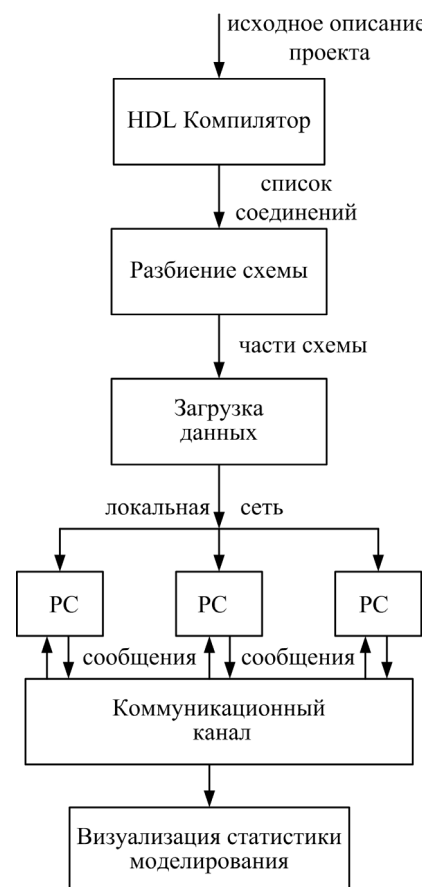 исходное описание
проекта
HDL Компилятор
список
соединений
Разбиение схемы
части схемы
Загрузка
данных
локальная сеть
PC PC PC
сообщения сообщения
Коммуникационный
канал
Визуализация статистики
моделирования